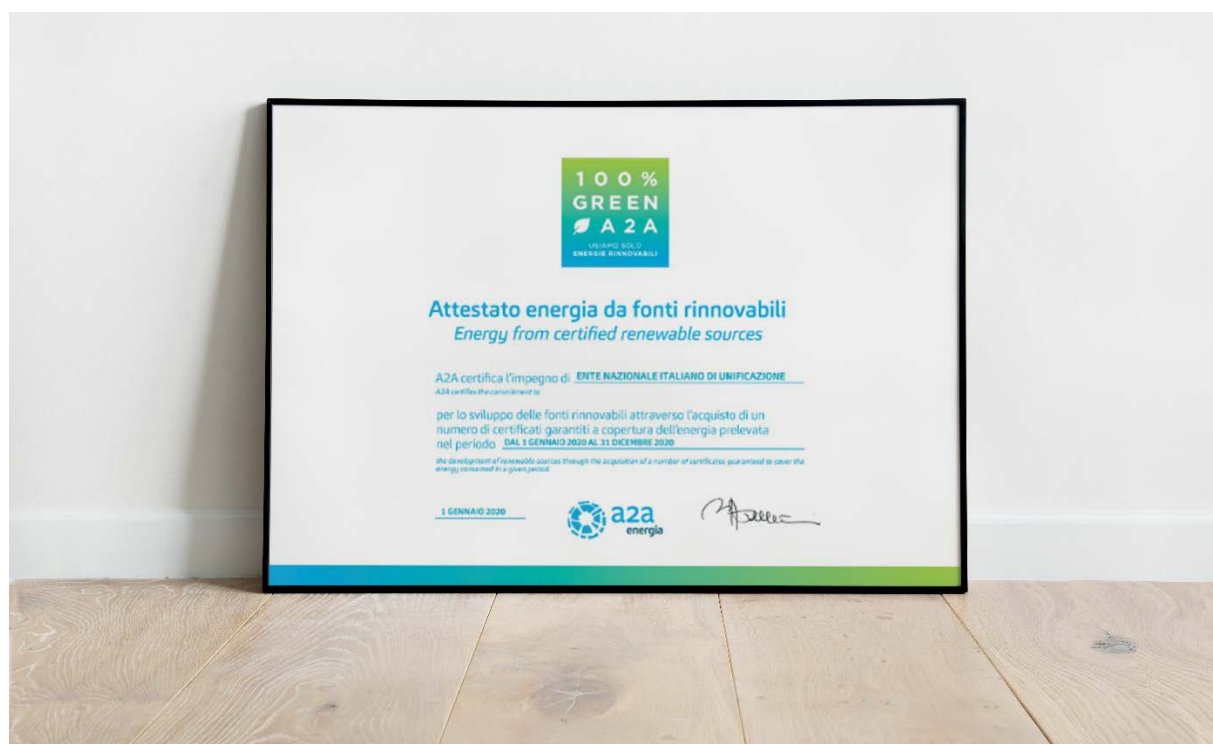 100%
GREEN
A2A
USIAMO SOLO
ENERGIE RINNOVABILI
Attestato energia da fonti rinnovabili
Energy from certified renewable sources
A2A certifica l'impegno di ENTE NAZIONALE ITALIANO DI UNIFICAZIONE
A2A certifies the commitment to
per lo sviluppo delle fonti rinnovabili attraverso l'acquisto di un
numero di certificati garantiti a copertura dell'energia prelevata
nel periodo DAL 1 GENNAIO 2020 AL 31 DICEMBRE 2020
the development of renewable sources through the acquisition of a number of certificates guaranteed to cover the
energy consumed in a given period.
1 GENNAIO 2020
a2a
energia